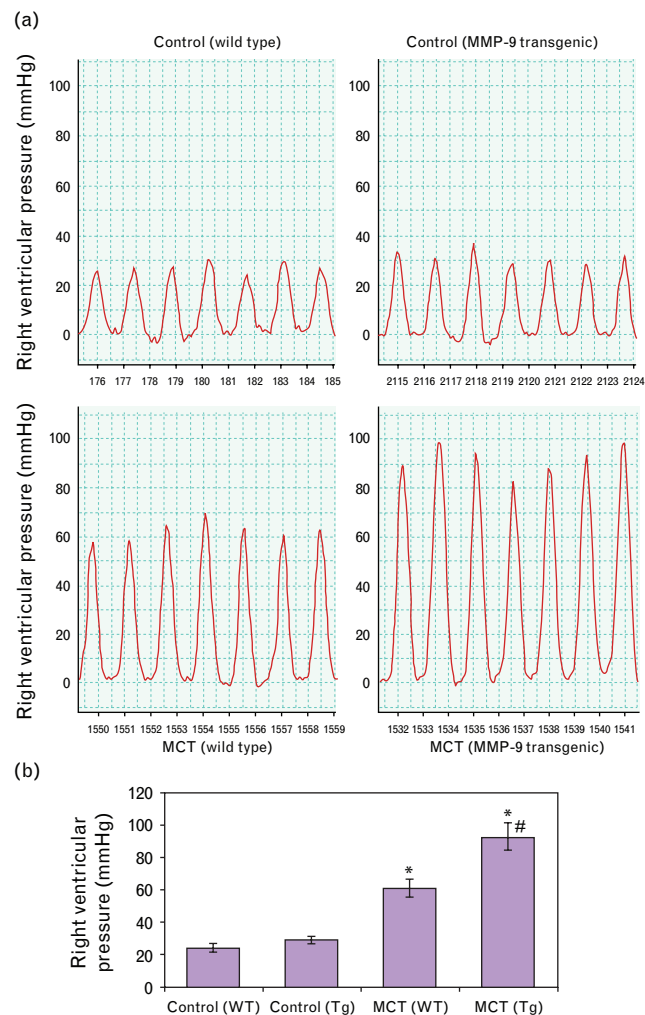 (a)
Control (wild type) Control (MMP-9 transgenic)
Right ventricular pressure (mmHg)
100 100
80 80
60 60
40 40
20 20
0 0
176 177 178 179 180 181 182 183 184 185 2115 2116 2117 2118 2119 2120 2121 2122 2123 2124
Right ventricular pressure (mmHg)
100 100
80 80
60 60
40 40
20 20
0 0
1550 1551 1552 1553 1554 1555 1556 1557 1558 1559 1532 1533 1534 1535 1536 1537 1538 1539 1540 1541
MCT (wild type) MCT (MMP-9 transgenic)
(b)
Right ventricular
pressure (mmHg)
120
100
80
60
40
20
0
*
*
#
Control (WT) Control (Tg) MCT (WT) MCT (Tg)